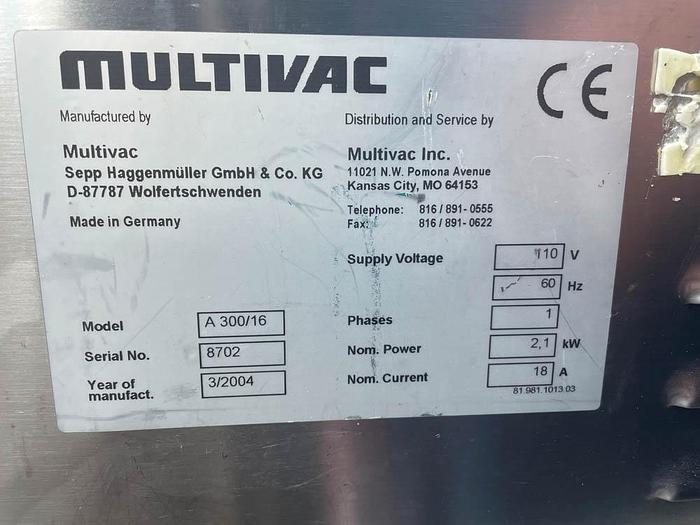 MULTIVAC
CE
Manufactured by
Multivac
Sepp Haggenmüller GmbH & Co. KG
D-87787 Wolfertschwenden
Made in Germany
Distribution and Service by
Multivac Inc.
11021 N.W. Pomona Avenue
Kansas City, MO 64153
Telephone: 816 / 891- 0555
Fax: 816 / 891- 0622
Supply Voltage 110 V
60 Hz
Model A 300/16
Serial No. 8702
Year of
manufact. 3/2004
Phases 1
Nom. Power 2,1 kW
Nom. Current 18 A
81.981.1013.03